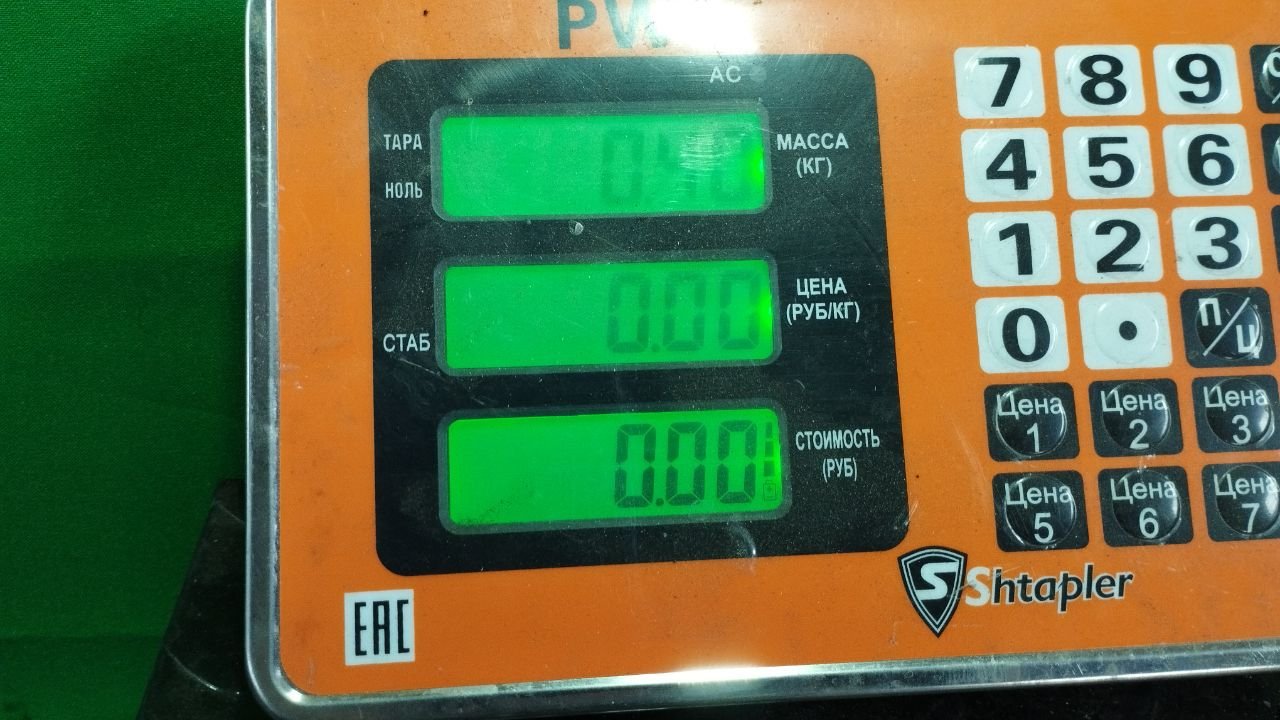 PW
AC
ТАРА
НОЛЬ
МАССА
(КГ)
ЦЕНА
(РУБ/КГ)
СТАБ
0.00
СТОИМОСТЬ
(РУБ)
0.00
7 8 9
4 5 6
1 2 3
0 . П/Ц
Цена 1 Цена 2 Цена 3
Цена 5 Цена 6 Цена 7
EAC
S Shtapler